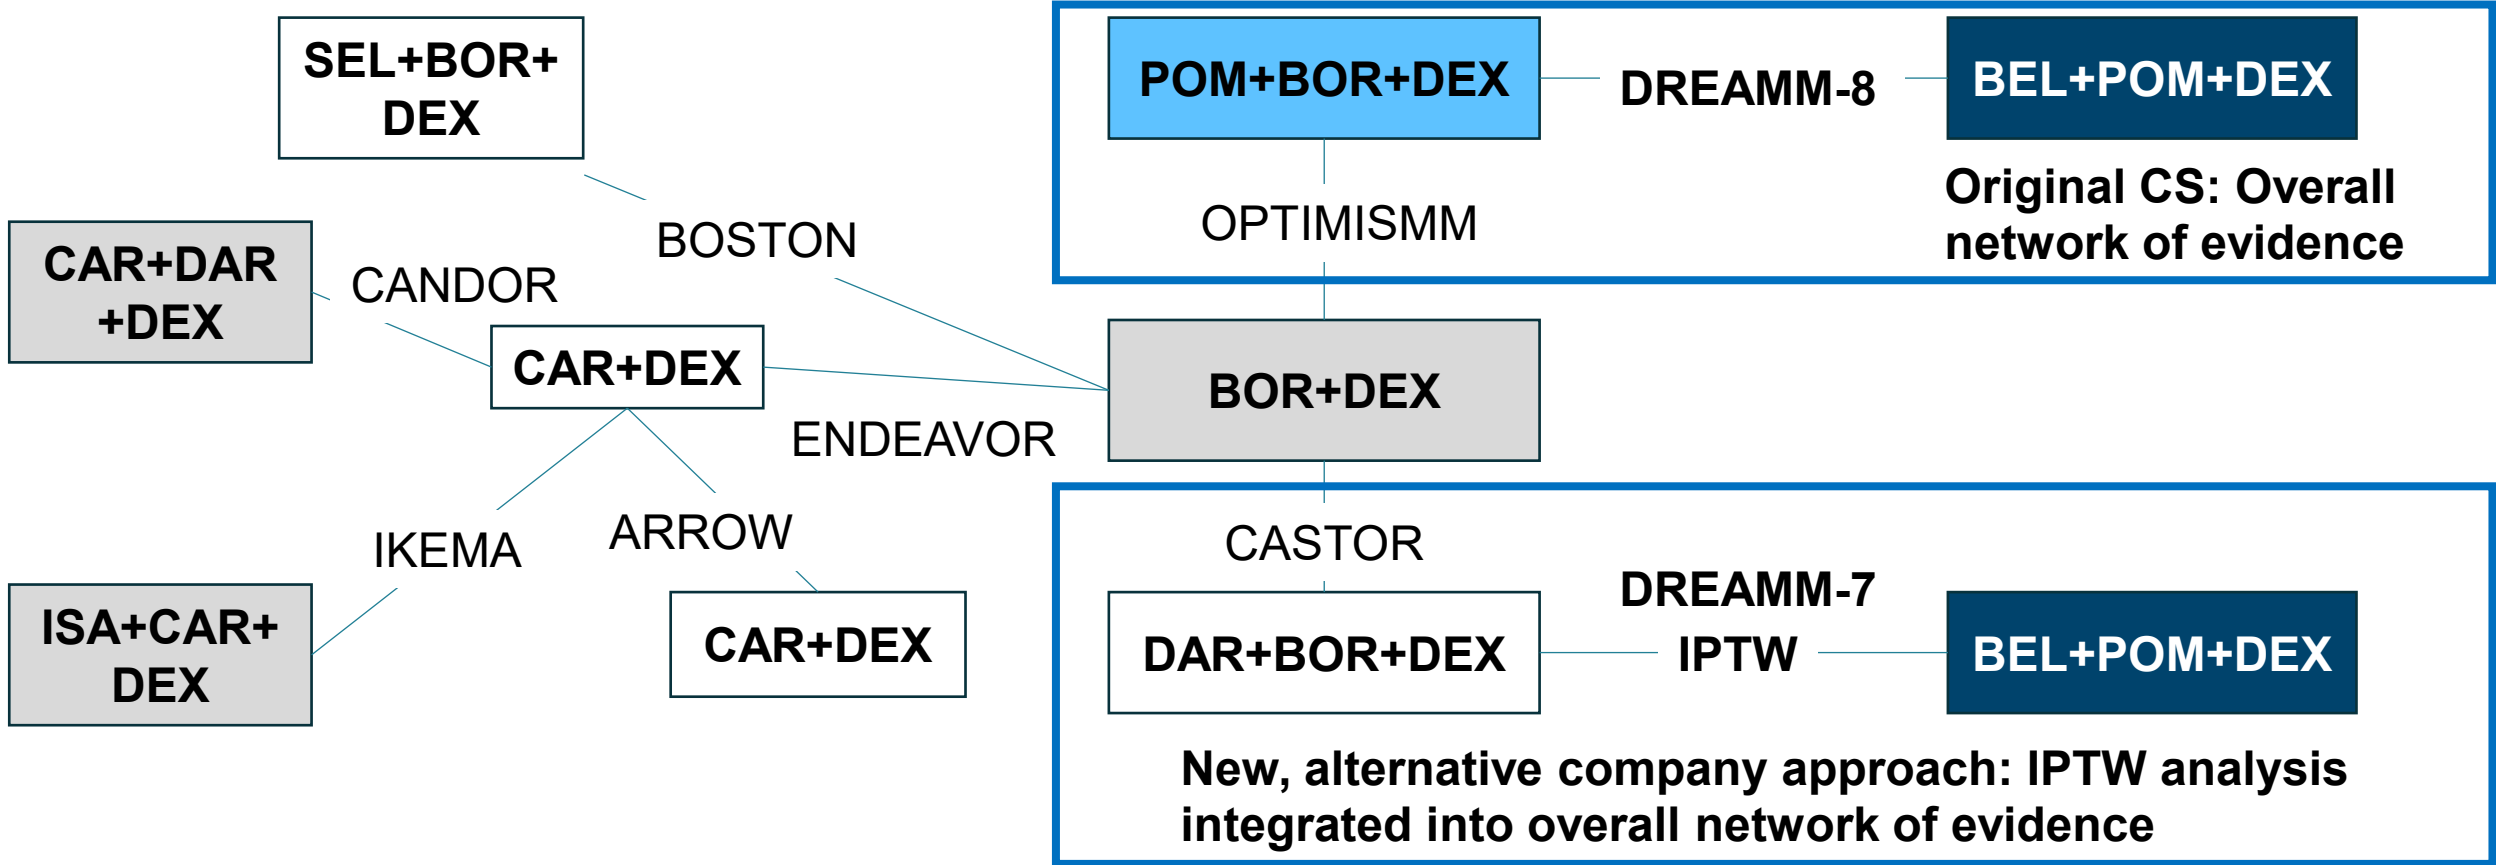 SEL+BOR+
DEX
POM+BOR+DEX
DREAMM-8
BEL+POM+DEX
Original CS: Overall
network of evidence
OPTIMISMM
BOSTON
CAR+DAR
+DEX
CANDOR
CAR+DEX
BOR+DEX
ENDEAVOR
IKEMA
ARROW
CASTOR
ISA+CAR+
DEX
CAR+DEX
DAR+BOR+DEX
DREAMM-7
IPTW
BEL+POM+DEX
New, alternative company approach: IPTW analysis
integrated into overall network of evidence